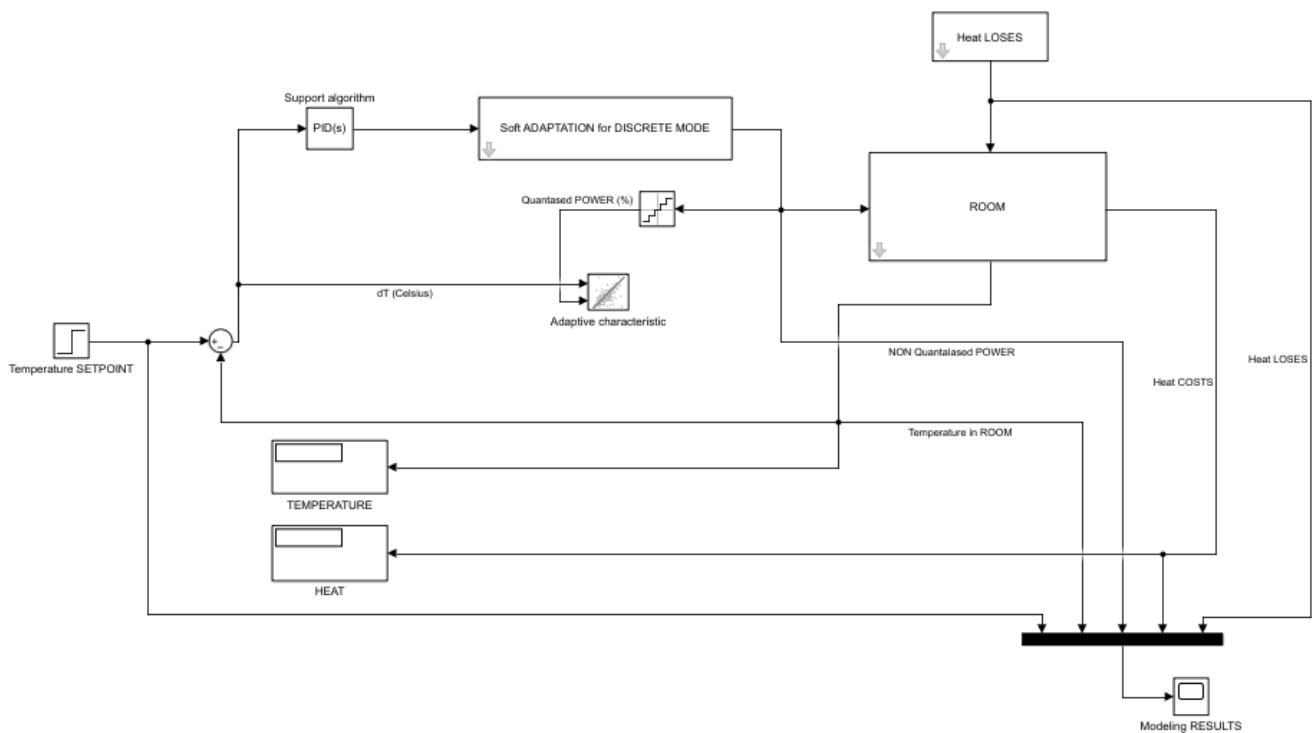 Heat LOSES
Support algorithm
PID(s)
Soft ADAPTATION for DISCRETE MODE
Quantased POWER (%)
ROOM
dT (Celsius)
Adaptive characteristic
NON Quantalased POWER
Heat LOSES
Temperature SETPOINT
Heat COSTS
Temperature in ROOM
TEMPERATURE
HEAT
Modeling RESULTS